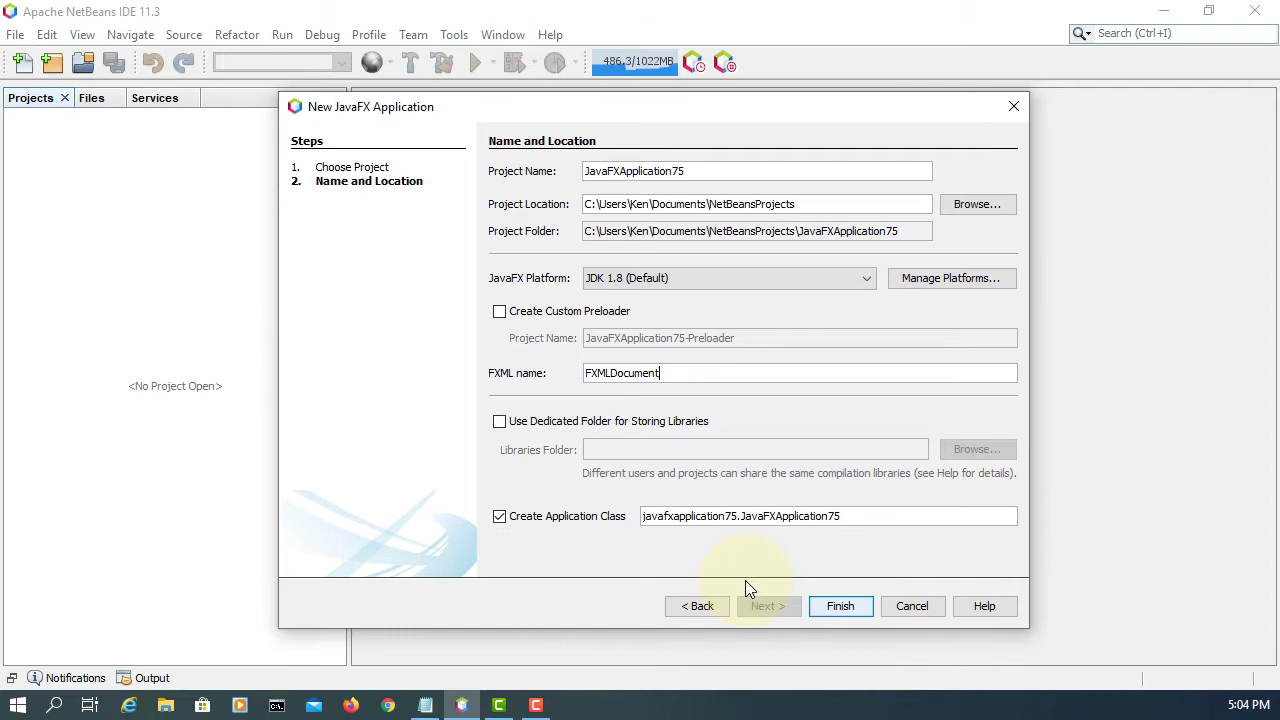 Apache NetBeans IDE 11.3
File Edit View Navigate Source Refactor Run Debug Profile Team Tools Window Help
Search (Ctrl+I)
486.3/1022MB
Projects Files Services
<No Project Open>
New JavaFX Application
Steps
1. Choose Project
2. Name and Location
Name and Location
Project Name: JavaFXApplication75
Project Location: C:\Users\Ken\Documents\NetBeansProjects Browse...
Project Folder: C:\Users\Ken\Documents\NetBeansProjects\JavaFXApplication75
JavaFX Platform: JDK 1.8 (Default) Manage Platforms...
Create Custom Preloader
Project Name: JavaFXApplication75-Preloader
FXML name: FXMLDocument
Use Dedicated Folder for Storing Libraries
Libraries Folder: Browse...
Different users and projects can share the same compilation libraries (see Help for details).
Create Application Class javafxapplication75.JavaFXApplication75
< Back Next > Finish Cancel Help
Notifications Output
5:04 PM